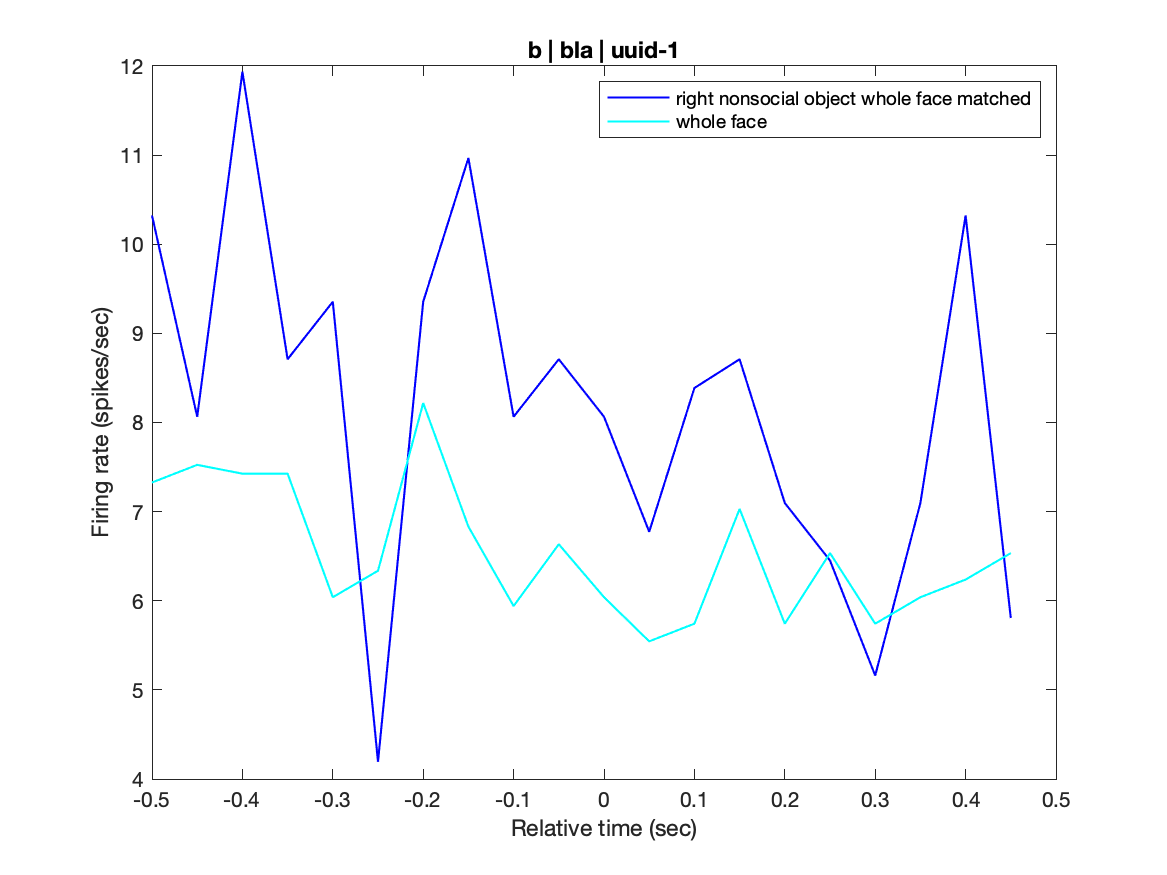 b | bla | uuid-1
right nonsocial object whole face matched
whole face
12
11
10
9
8
7
6
5
4
Firing rate (spikes/sec)
-0.5 -0.4 -0.3 -0.2 -0.1 0 0.1 0.2 0.3 0.4 0.5
Relative time (sec)